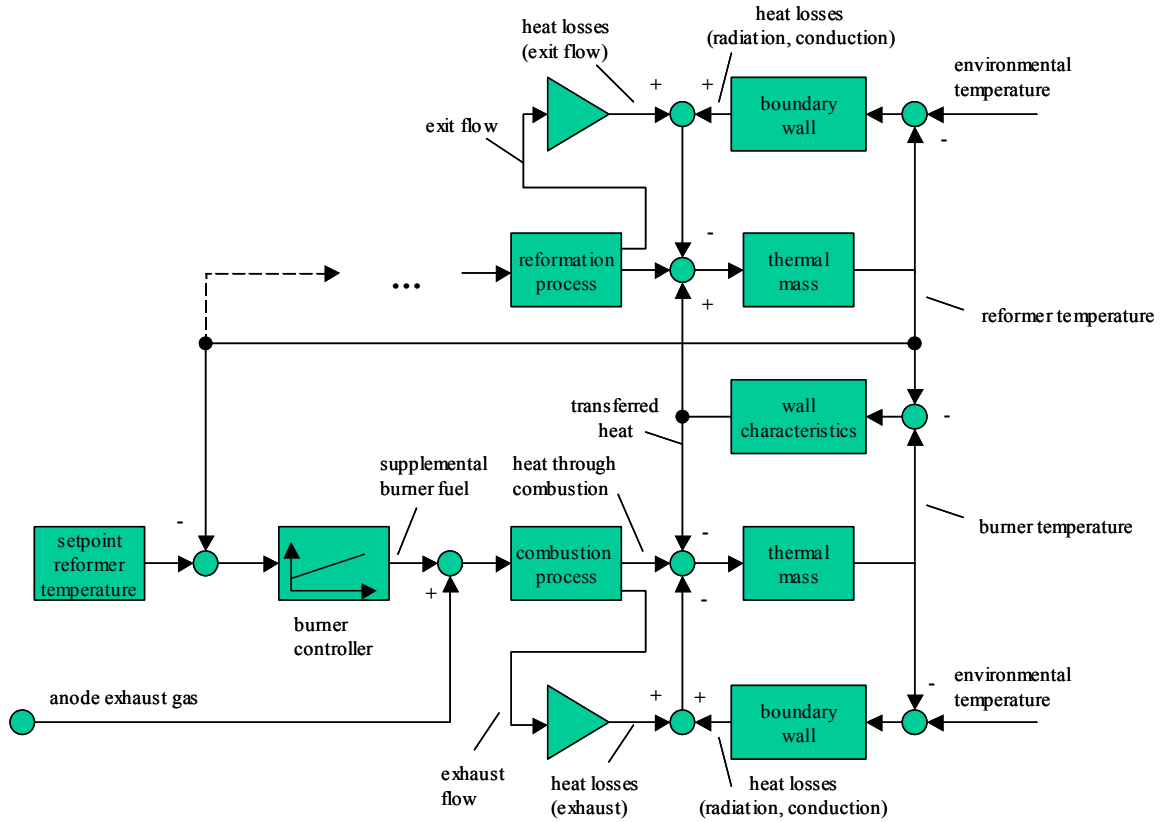 heat losses
(exit flow)
heat losses
(radiation, conduction)
environmental
temperature
+
+
boundary
wall
exit flow
-
-
reformation
process
thermal
mass
...
+
reformer temperature
transferred
heat
wall
characteristics
-
supplemental
burner fuel
heat through
combustion
burner temperature
-
-
setpoint
reformer
temperature
combustion
process
thermal
mass
+
-
burner
controller
anode exhaust gas
+
+
-
environmental
temperature
boundary
wall
exhaust
flow
heat losses
(exhaust)
heat losses
(radiation, conduction)